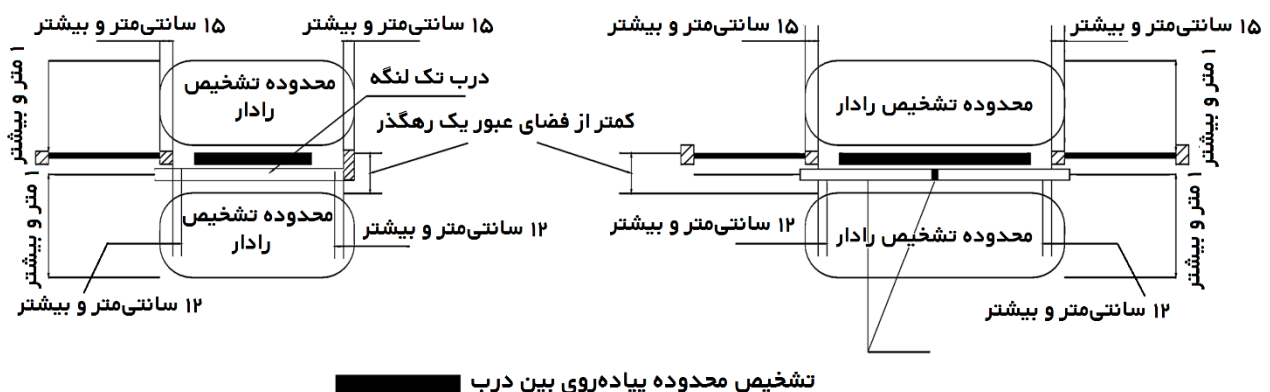 ۱۵ سانتی‌متر و بیشتر
۱۵ سانتی‌متر و بیشتر
۱۵ سانتی‌متر و بیشتر
۱۵ سانتی‌متر و بیشتر
۱ متر و بیشتر
محدوده تشخیص رادار
محدوده تشخیص
رادار
درب تک لنگه
۱ متر و بیشتر
کمتر از فضای عبور یک رهگذر
۱ متر و بیشتر
محدوده تشخیص رادار
۱۲ سانتی‌متر و بیشتر
۱۲ سانتی‌متر و بیشتر
محدوده تشخیص
رادار
۱ متر و بیشتر
۱۲ سانتی‌متر و بیشتر
۱۲ سانتی‌متر و بیشتر
تشخیص محدوده پیاده‌روی بین درب